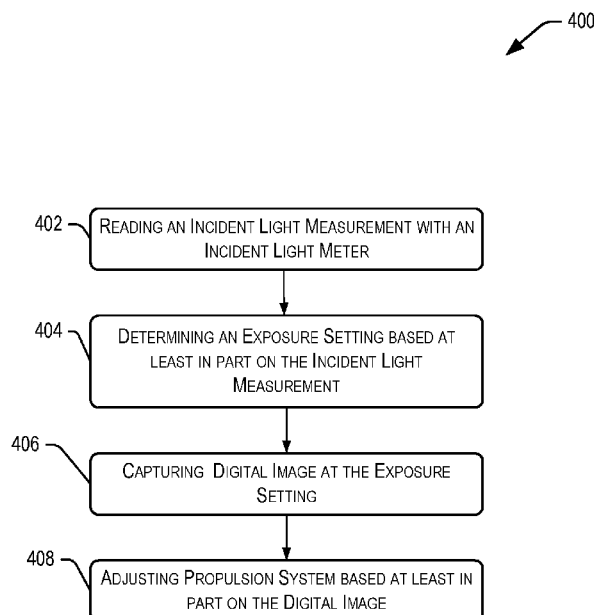 400
402
READING AN INCIDENT LIGHT MEASUREMENT WITH AN
INCIDENT LIGHT METER
404
DETERMINING AN EXPOSURE SETTING BASED AT
LEAST IN PART ON THE INCIDENT LIGHT
MEASUREMENT
406
CAPTURING DIGITAL IMAGE AT THE EXPOSURE
SETTING
408
ADJUSTING PROPULSION SYSTEM BASED AT LEAST IN
PART ON THE DIGITAL IMAGE